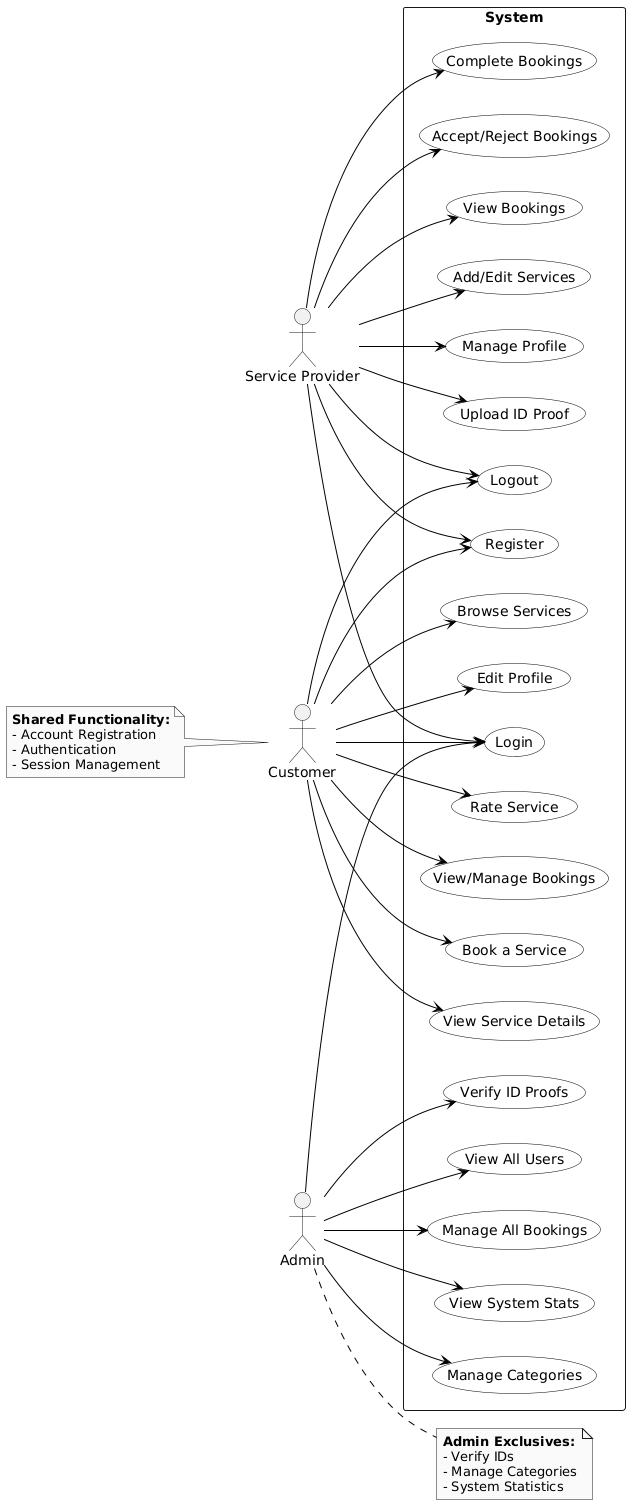 System
Complete Bookings
Accept/Reject Bookings
View Bookings
Add/Edit Services
Manage Profile
Service Provider
Upload ID Proof
Logout
Register
Browse Services
Edit Profile
Shared Functionality:
- Account Registration
- Authentication
- Session Management
Customer
Login
Rate Service
View/Manage Bookings
Book a Service
View Service Details
Verify ID Proofs
View All Users
Manage All Bookings
Admin
View System Stats
Manage Categories
Admin Exclusives:
- Verify IDs
- Manage Categories
- System Statistics